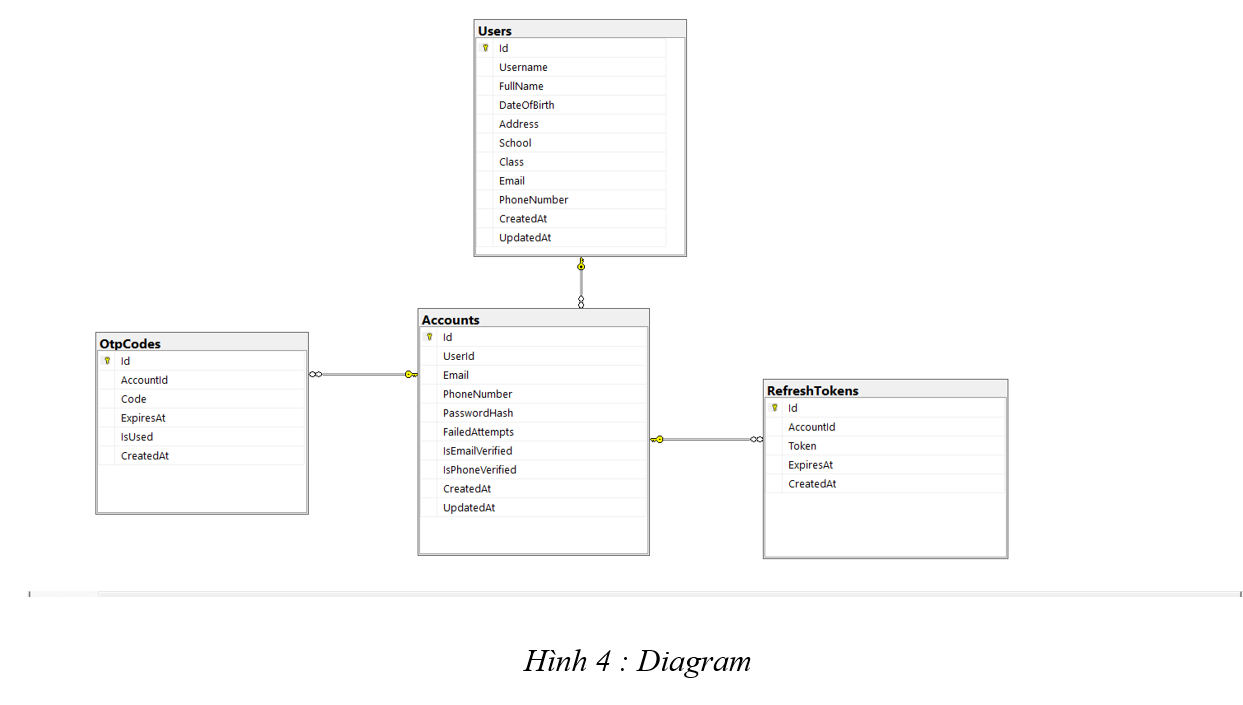 Users
Id
Username
FullName
DateOfBirth
Address
School
Class
Email
PhoneNumber
CreatedAt
UpdatedAt
OtpCodes
Id
AccountId
Code
ExpiresAt
IsUsed
CreatedAt
Accounts
Id
UserId
Email
PhoneNumber
PasswordHash
FailedAttempts
IsEmailVerified
IsPhoneVerified
CreatedAt
UpdatedAt
RefreshTokens
Id
AccountId
Token
ExpiresAt
CreatedAt
Hình 4 : Diagram